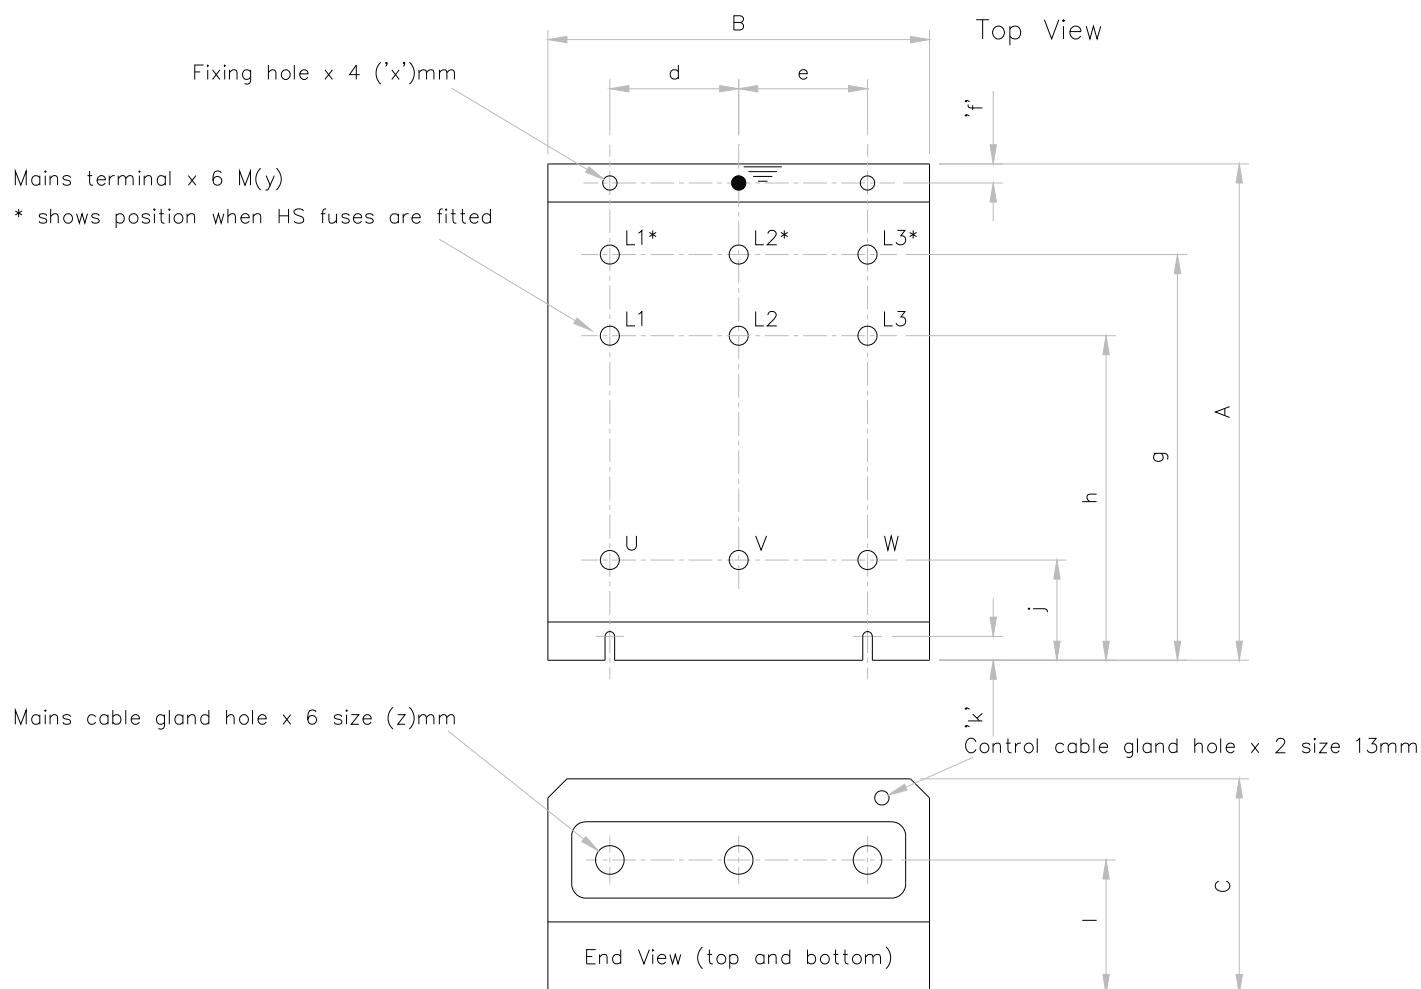 B
Top View
Fixing hole x 4 ('x')mm
d
e
'f'
Mains terminal x 6 M(y)
* shows position when HS fuses are fitted
L1*
L2*
L3*
L1
L2
L3
A
g
h
U
V
W
j
'k'
Mains cable gland hole x 6 size (z)mm
Control cable gland hole x 2 size 13mm
C
l
End View (top and bottom)